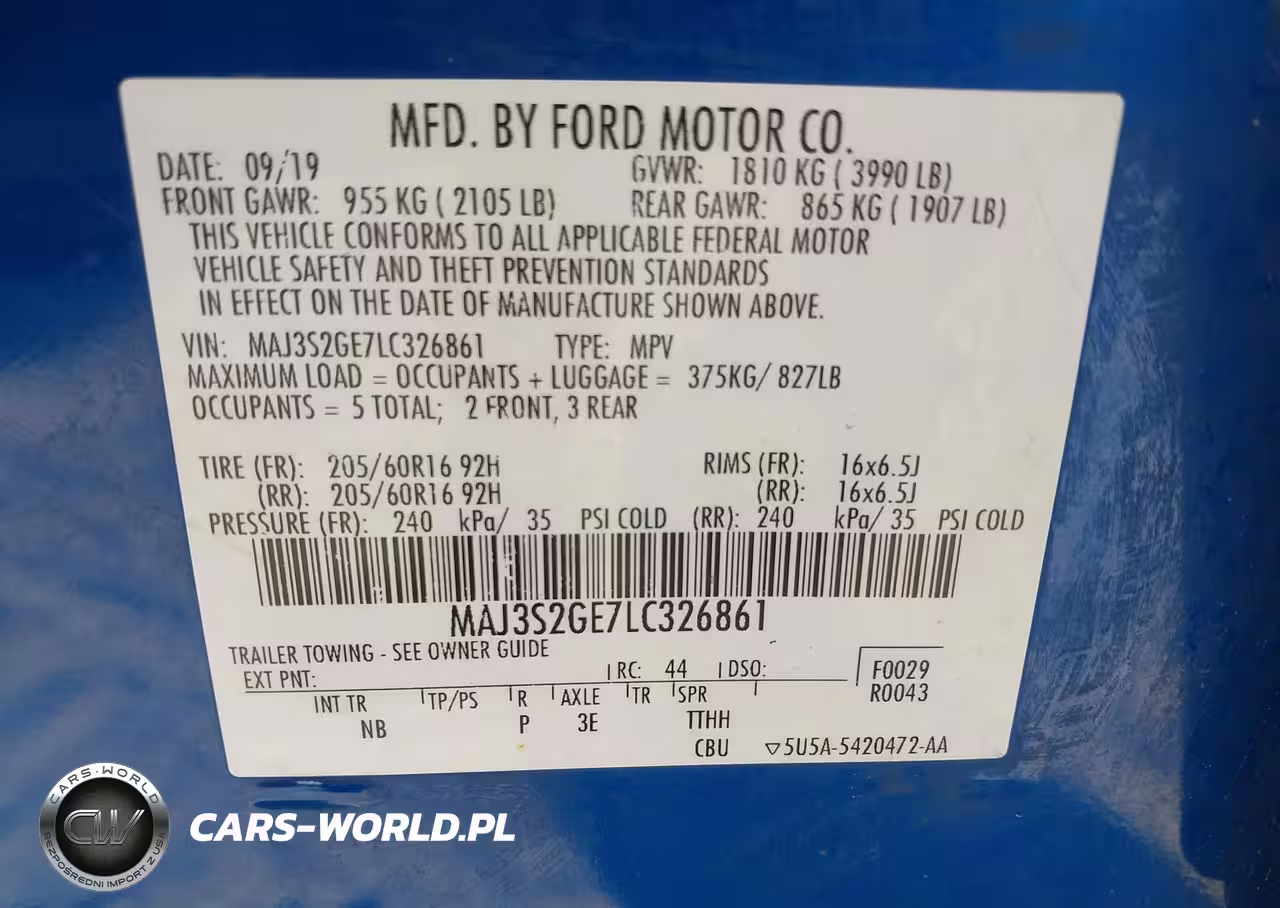 MFD. BY FORD MOTOR CO.
DATE: 09/19 GVWR: 1810 KG ( 3990 LB)
FRONT GAWR: 955 KG ( 2105 LB) REAR GAWR: 865 KG ( 1907 LB)
THIS VEHICLE CONFORMS TO ALL APPLICABLE FEDERAL MOTOR
VEHICLE SAFETY AND THEFT PREVENTION STANDARDS
IN EFFECT ON THE DATE OF MANUFACTURE SHOWN ABOVE.
VIN: MAJ3S2GE7LC326861 TYPE: MPV
MAXIMUM LOAD = OCCUPANTS + LUGGAGE = 375KG/ 827LB
OCCUPANTS = 5 TOTAL; 2 FRONT, 3 REAR
TIRE (FR): 205/60R16 92H RIMS (FR): 16x6.5J
(RR): 205/60R16 92H (RR): 16x6.5J
PRESSURE (FR): 240 kPa/ 35 PSI COLD (RR): 240 kPa/ 35 PSI COLD
MAJ3S2GE7LC326861
TRAILER TOWING - SEE OWNER GUIDE
EXT PNT: RC: 44 DSO: F0029
R0043
INT TR TP/PS R AXLE TR SPR
NB P 3E TTHH
CBU ▽5U5A-5420472-AA
CARS-WORLD
CW
BEZPOŚREDNI IMPORT Z USA
CARS-WORLD.PL